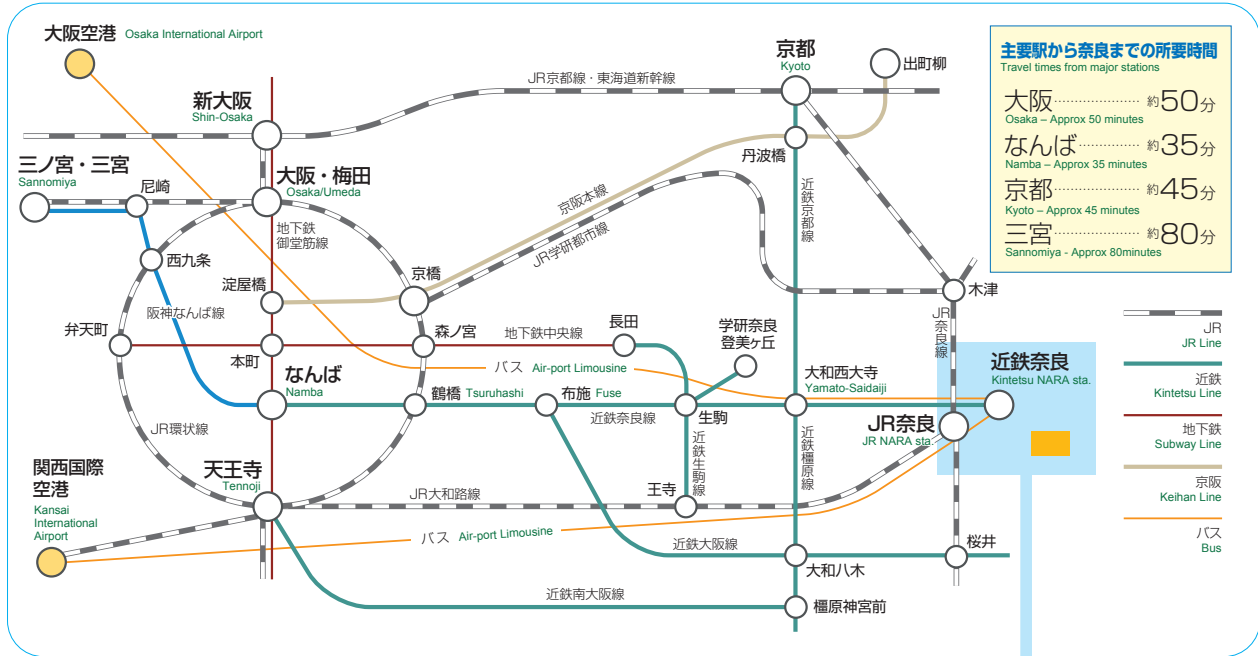 大阪空港 Osaka International Airport
京都
Kyoto
出町柳
JR京都線・東海道新幹線
新大阪
Shin-Osaka
丹波橋
三ノ宮・三宮
Sannomiya
尼崎
大阪・梅田
Osaka/Umeda
地下鉄
御堂筋線
京阪本線
JR学研都市線
近鉄京都線
西九条
淀屋橋
京橋
木津
阪神なんば線
弁天町
本町
森ノ宮
地下鉄中央線
長田
学研奈良
登美ヶ丘
JR奈良線
バス Air-port Limousine
大和西大寺
Yamato-Saidaiji
近鉄奈良
Kintetsu NARA sta.
なんば
Namba
鶴橋 Tsuruhashi
布施 Fuse
近鉄奈良線
生駒
JR奈良
JR NARA sta.
JR環状線
近鉄生駒線
近鉄橿原線
関西国際
空港
Kansai
International
Airport
天王寺
Tennoji
JR大和路線
王寺
バス Air-port Limousine
近鉄大阪線
大和八木
桜井
近鉄南大阪線
橿原神宮前
主要駅から奈良までの所要時間
Travel times from major stations
大阪 約50分
Osaka – Approx 50 minutes
なんば 約35分
Namba – Approx 35 minutes
京都 約45分
Kyoto – Approx 45 minutes
三宮 約80分
Sannomiya - Approx 80minutes
JR
JR Line
近鉄
Kintetsu Line
地下鉄
Subway Line
京阪
Keihan Line
バス
Bus